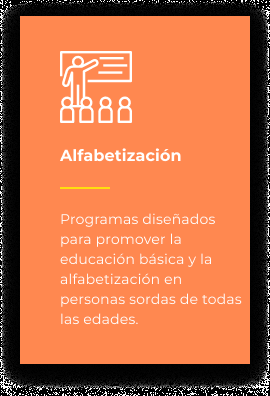 Alfabetización
Programas diseñados
para promover la
educación básica y la
alfabetización en
personas sordas de todas
las edades.